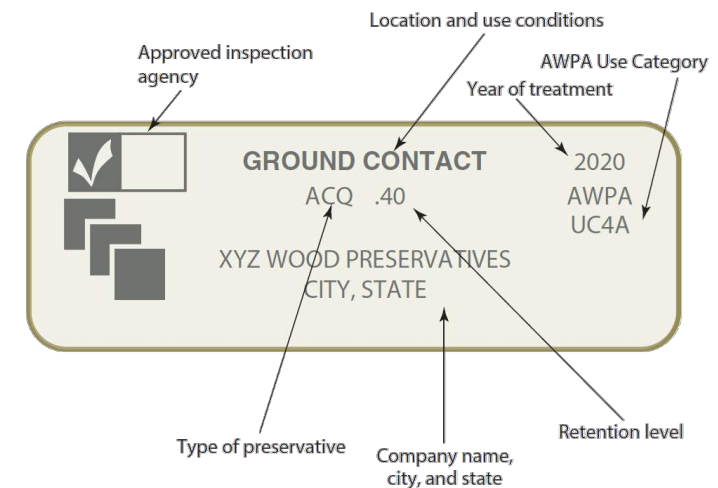 Location and use conditions
Approved inspection
agency
AWPA Use Category
Year of treatment
GROUND CONTACT
2020
ACQ .40
AWPA
UC4A
XYZ WOOD PRESERVATIVES
CITY, STATE
Type of preservative
Retention level
Company name,
city, and state